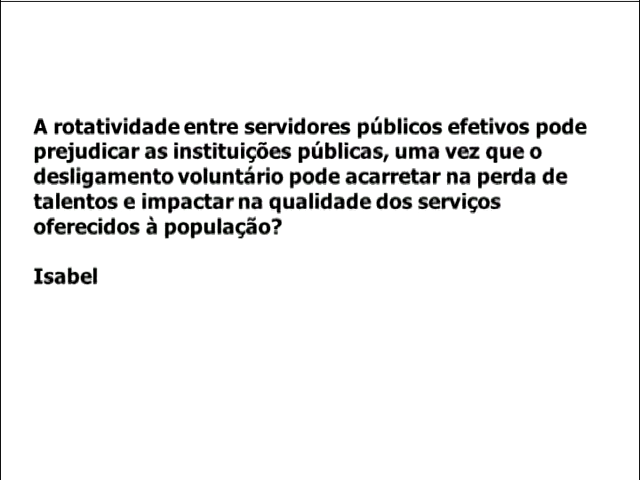 A rotatividade entre servidores públicos efetivos pode
prejudicar as instituições públicas, uma vez que o
desligamento voluntário pode acarretar na perda de
talentos e impactar na qualidade dos serviços
oferecidos à população?
Isabel